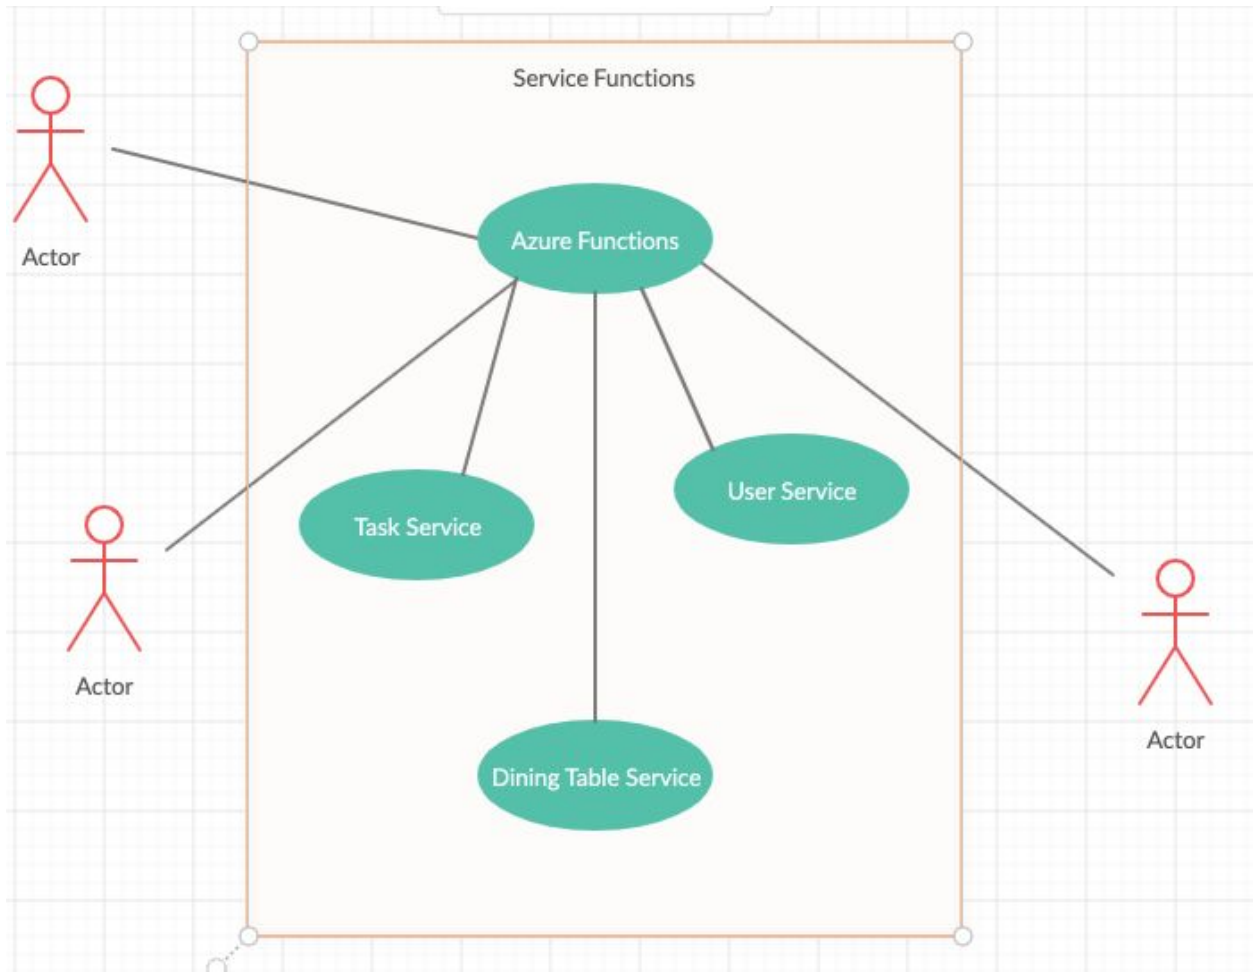 Service Functions
Actor
Azure Functions
User Service
Task Service
Actor
Actor
Dining Table Service